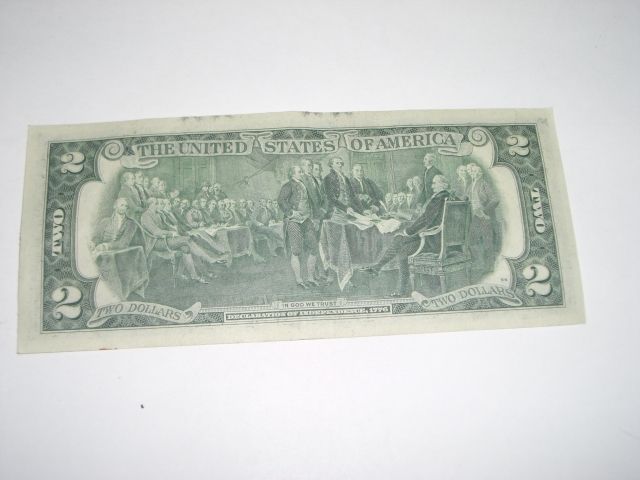 2 THE UNITED STATES OF AMERICA 2
TWO TWO
2 TWO DOLLARS IN GOD WE TRUST TWO DOLLARS 2
DECLARATION OF INDEPENDENCE, 1776